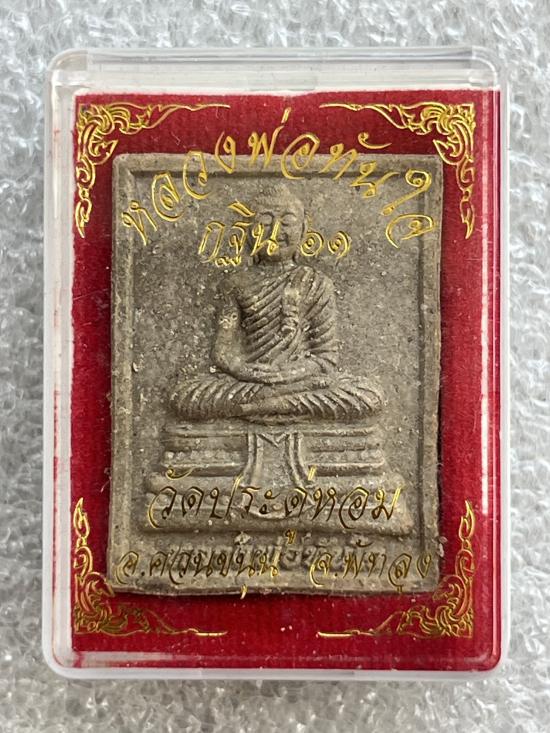 หลวงพ่อทันใจ
กฐิน ๖๑
วัดประดู่หอม
อ.ควนขนุน จ.พัทลุง